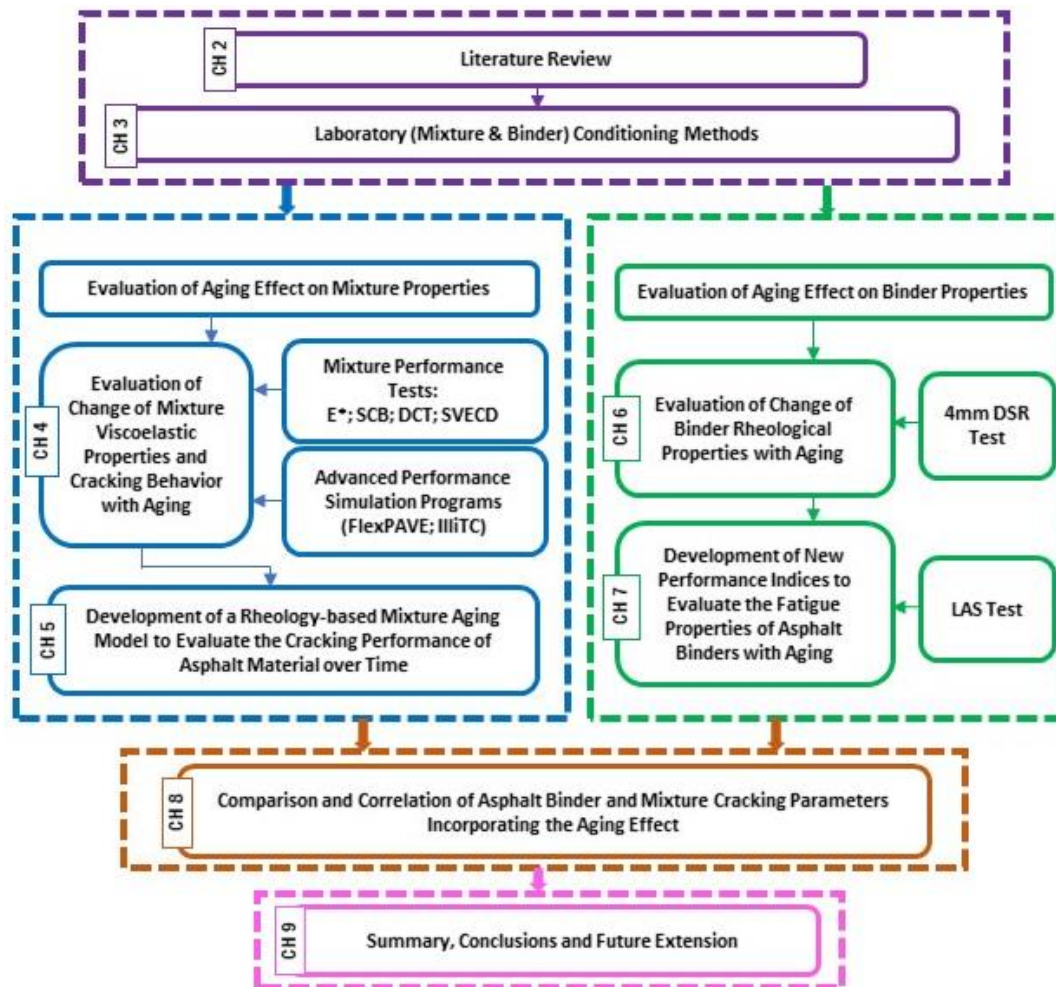 CH 2
Literature Review
CH 3
Laboratory (Mixture & Binder) Conditioning Methods
Evaluation of Aging Effect on Mixture Properties
CH 4
Evaluation of
Change of Mixture
Viscoelastic
Properties and
Cracking Behavior
with Aging
Mixture Performance
Tests:
E*; SCB; DCT; SVECD
Advanced Performance
Simulation Programs
(FlexPAVE; IlliTC)
CH 5
Development of a Rheology-based Mixture Aging
Model to Evaluate the Cracking Performance of
Asphalt Material over Time
Evaluation of Aging Effect on Binder Properties
CH 6
Evaluation of Change of
Binder Rheological
Properties with Aging
4mm DSR
Test
CH 7
Development of New
Performance Indices to
Evaluate the Fatigue
Properties of Asphalt
Binders with Aging
LAS Test
CH 8
Comparison and Correlation of Asphalt Binder and Mixture Cracking Parameters
Incorporating the Aging Effect
CH 9
Summary, Conclusions and Future Extension